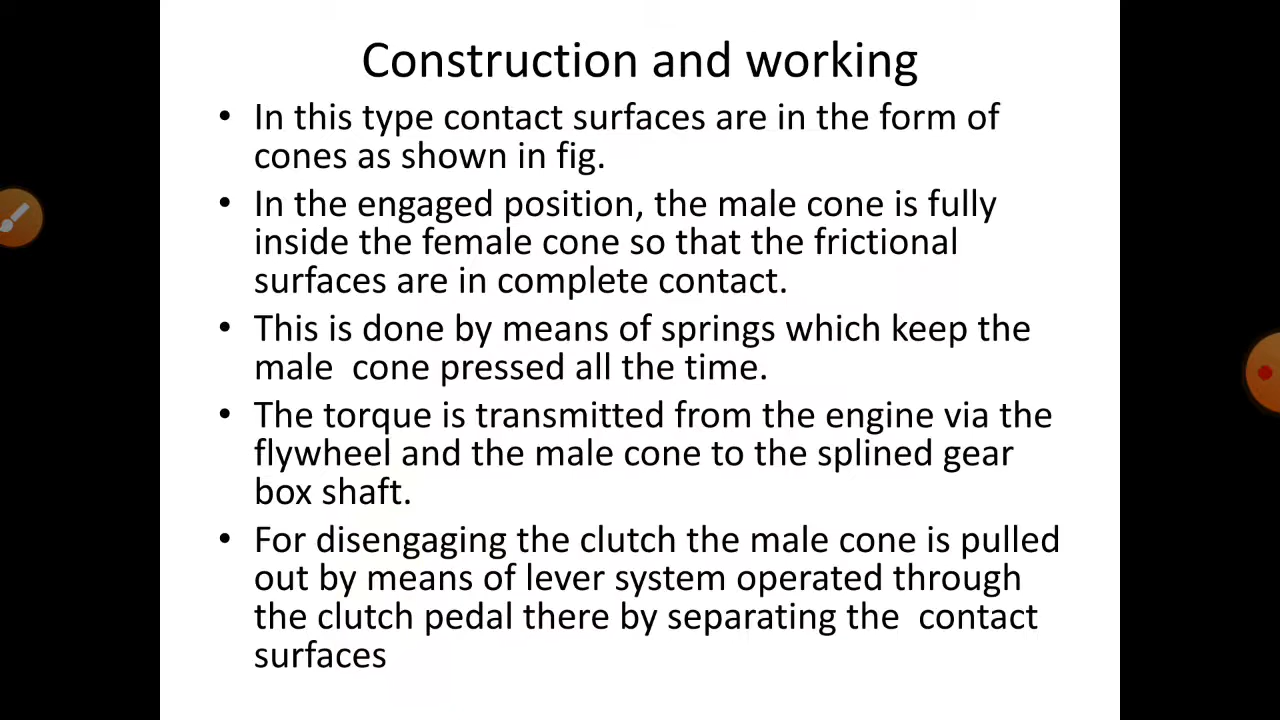 Construction and working
• In this type contact surfaces are in the form of
cones as shown in fig.
• In the engaged position, the male cone is fully
inside the female cone so that the frictional
surfaces are in complete contact.
• This is done by means of springs which keep the
male  cone pressed all the time.
• The torque is transmitted from the engine via the
flywheel and the male cone to the splined gear
box shaft.
• For disengaging the clutch the male cone is pulled
out by means of lever system operated through
the clutch pedal there by separating the  contact
surfaces